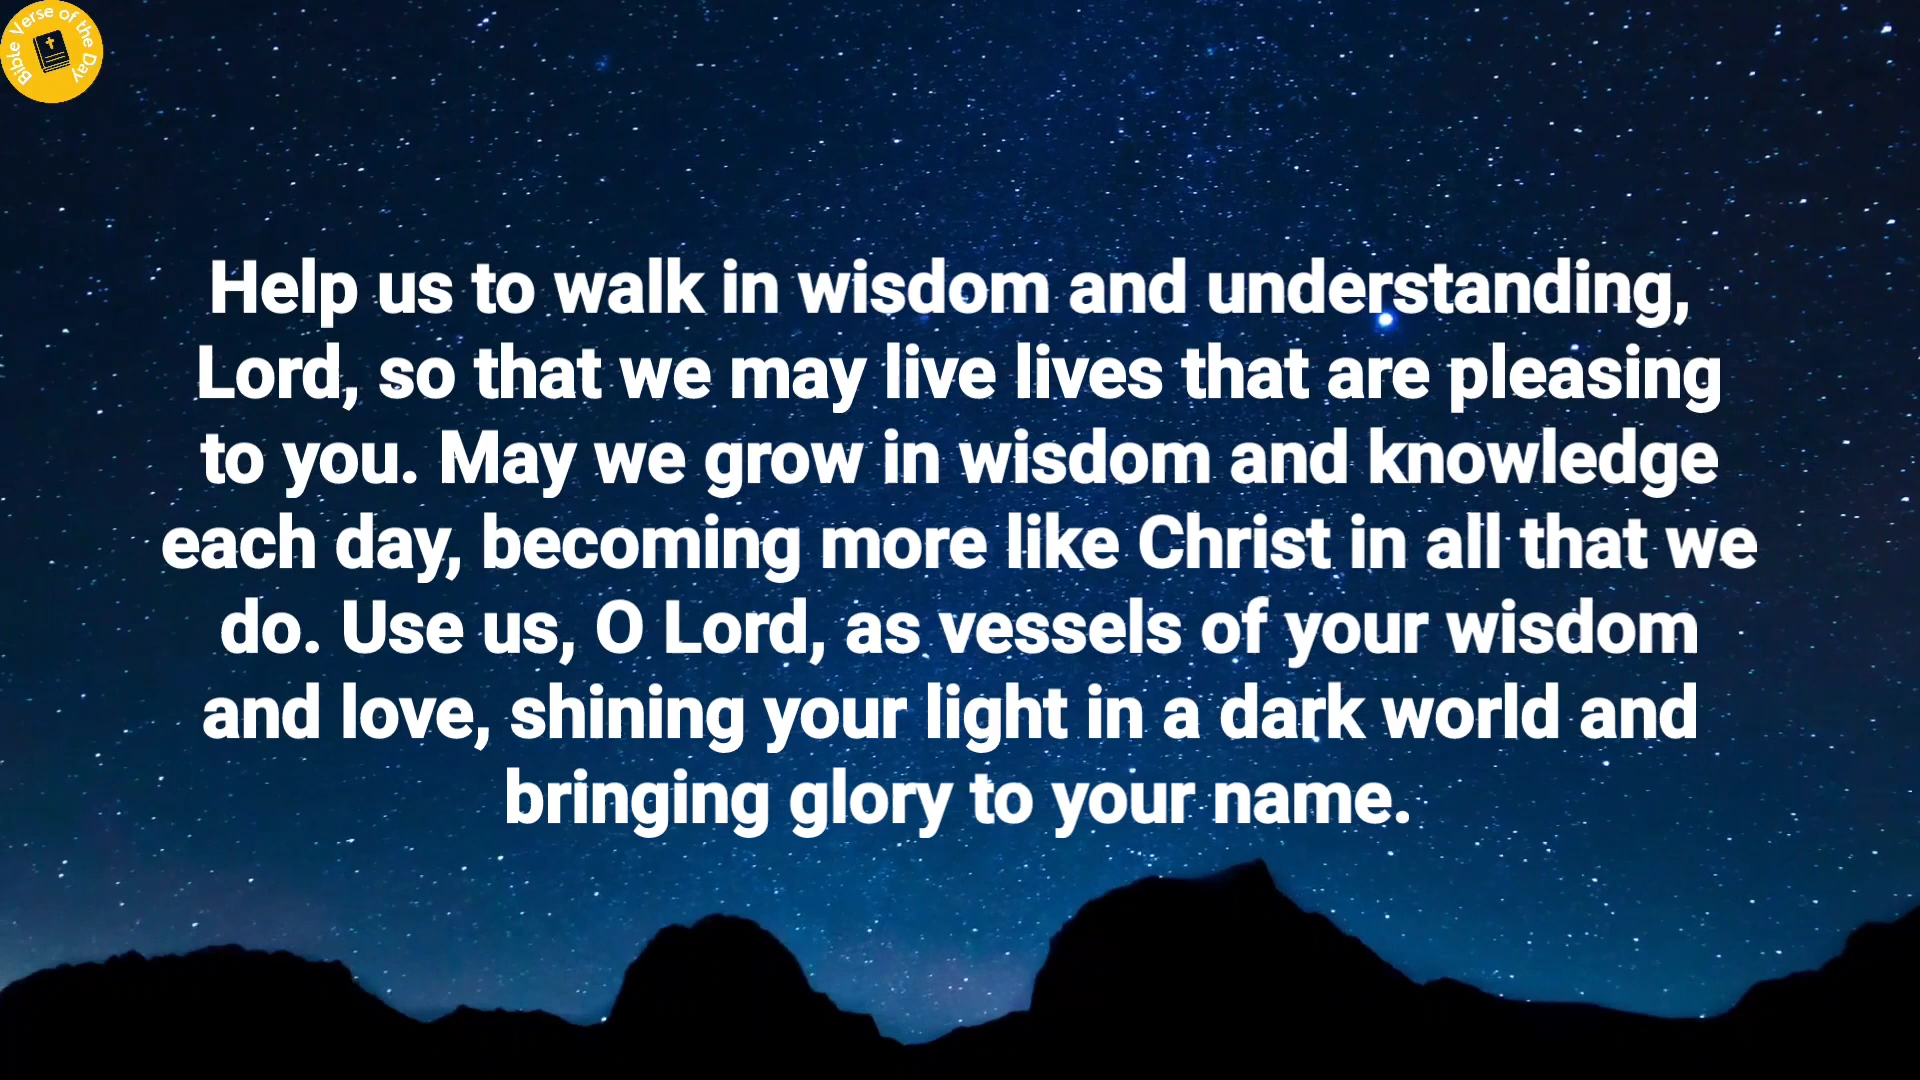 Bible Verse of the Day
Help us to walk in wisdom and understanding,
Lord, so that we may live lives that are pleasing
to you. May we grow in wisdom and knowledge
each day, becoming more like Christ in all that we
do. Use us, O Lord, as vessels of your wisdom
and love, shining your light in a dark world and
bringing glory to your name.